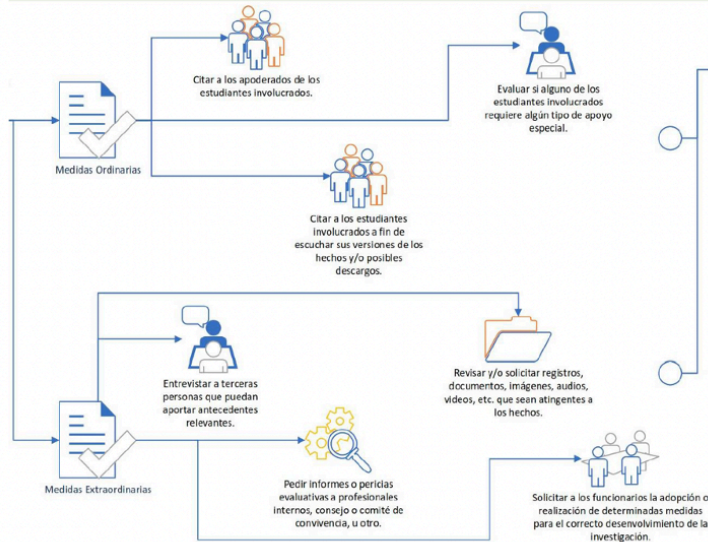 Citar a los apoderados de los
estudiantes involucrados.
Evaluar si alguno de los
estudiantes involucrados
requiere algún tipo de apoyo
especial.
Medidas Ordinarias
Citar a los estudiantes
involucrados a fin de
escuchar sus versiones de los
hechos y/o posibles
descargos.
Entrevistar a terceras
personas que puedan
aportar antecedentes
relevantes.
Revisar y/o solicitar registros,
documentos, imágenes, audios,
videos, etc. que sean atingentes a
los hechos.
Medidas Extraordinarias
Pedir informes o pericias
evaluativas a profesionales
internos, consejo o comité de
convivencia, u otro.
Solicitar a los funcionarios la adopción o
realización de determinadas medidas
para el correcto desenvolvimiento de la
investigación.